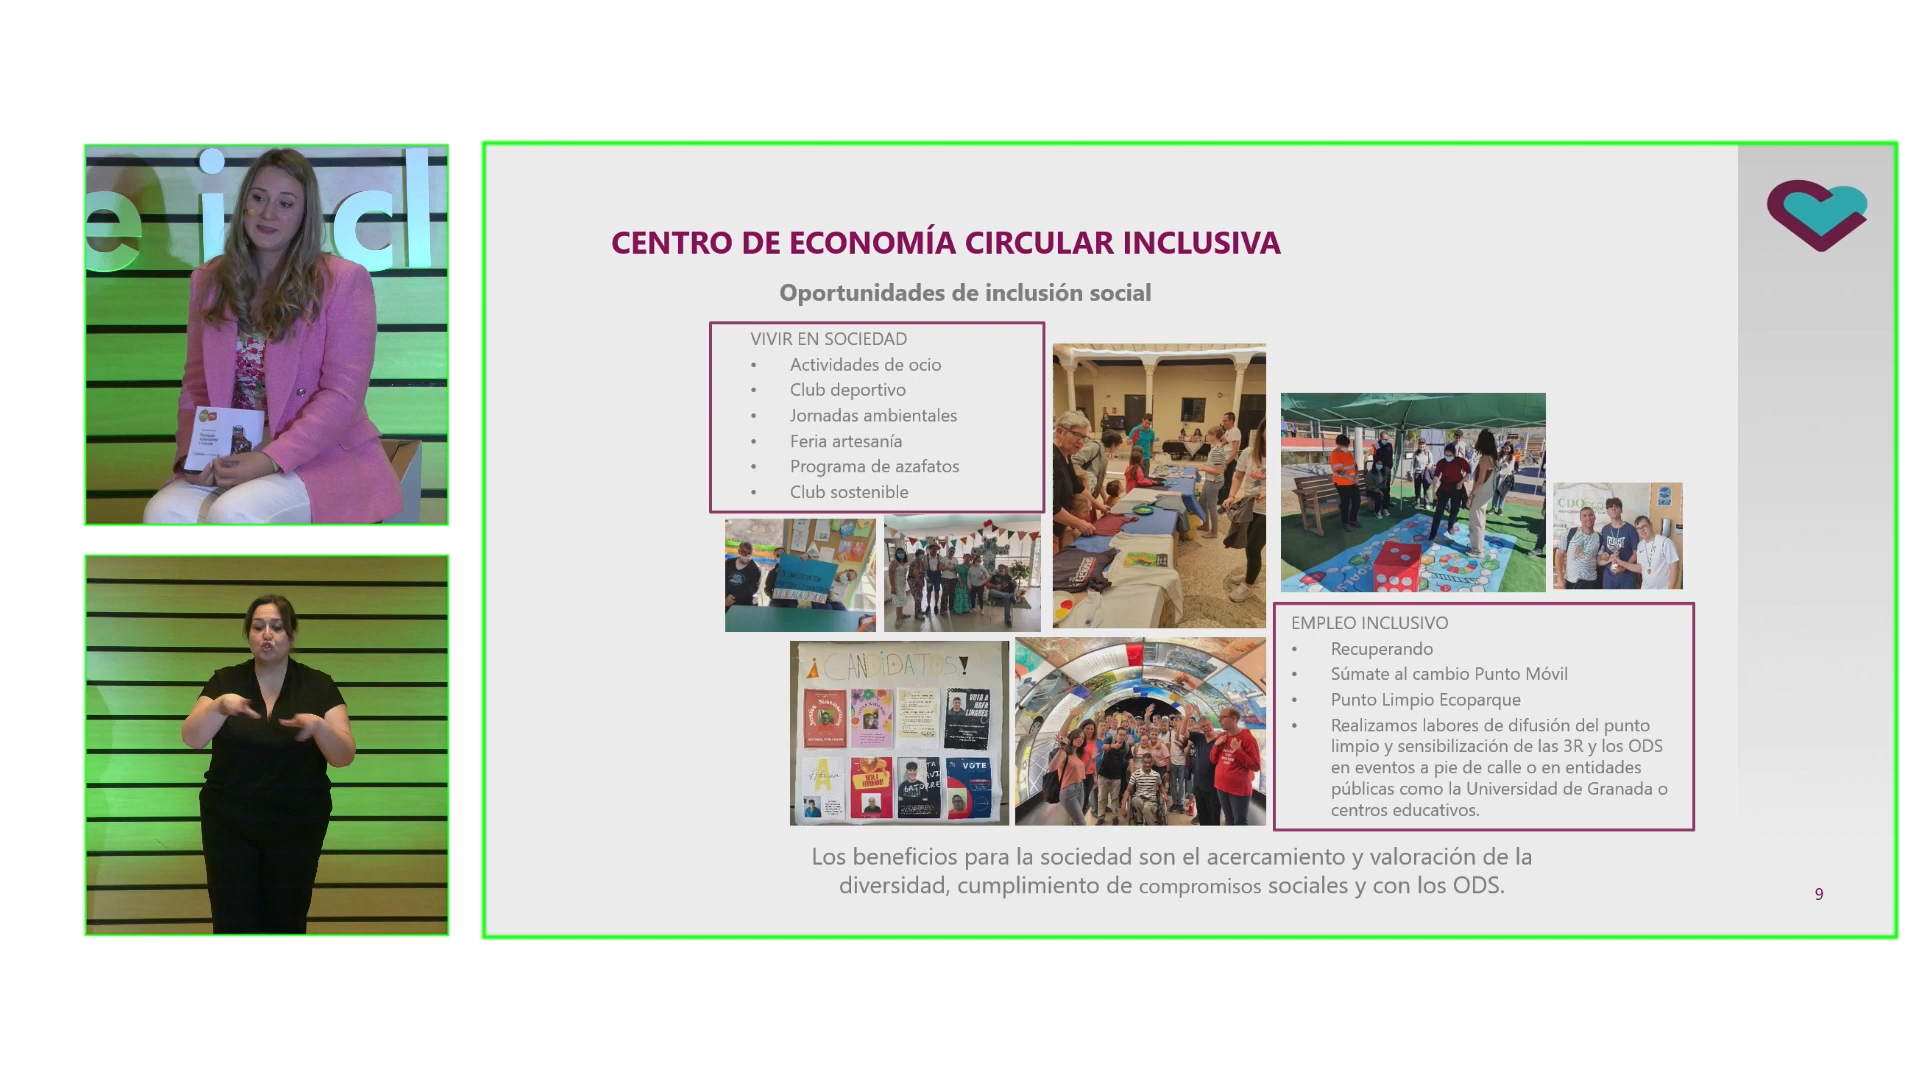 e i cl
CENTRO DE ECONOMÍA CIRCULAR INCLUSIVA
Oportunidades de inclusión social
VIVIR EN SOCIEDAD
• Actividades de ocio
• Club deportivo
• Jornadas ambientales
• Feria artesanía
• Programa de azafatos
• Club sostenible
¡CANDIDATOS!
VOTA A
RAFA
LINARES
VOTE
EMPLEO INCLUSIVO
• Recuperando
• Súmate al cambio Punto Móvil
• Punto Limpio Ecoparque
• Realizamos labores de difusión del punto
limpio y sensibilización de las 3R y los ODS
en eventos a pie de calle o en entidades
públicas como la Universidad de Granada o
centros educativos.
Los beneficios para la sociedad son el acercamiento y valoración de la
diversidad, cumplimiento de compromisos sociales y con los ODS.
9